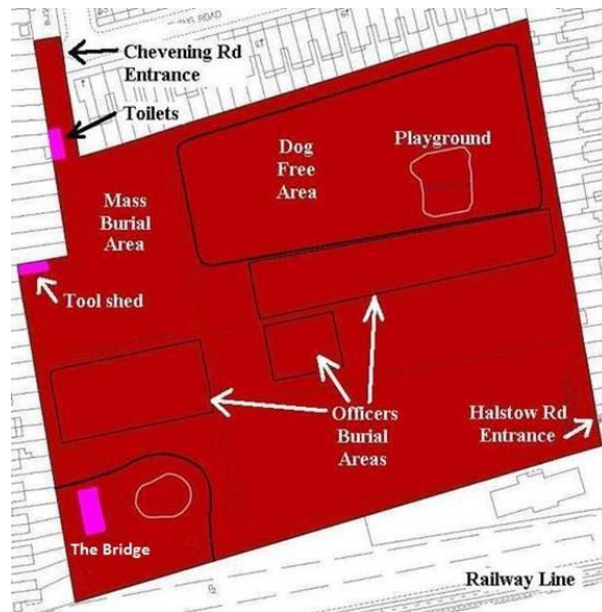 Chevening Rd
Entrance
Toilets
Dog
Free
Area
Playground
Mass
Burial
Area
Tool shed
Officers
Burial
Areas
Halstow Rd
Entrance
The Bridge
Railway Line